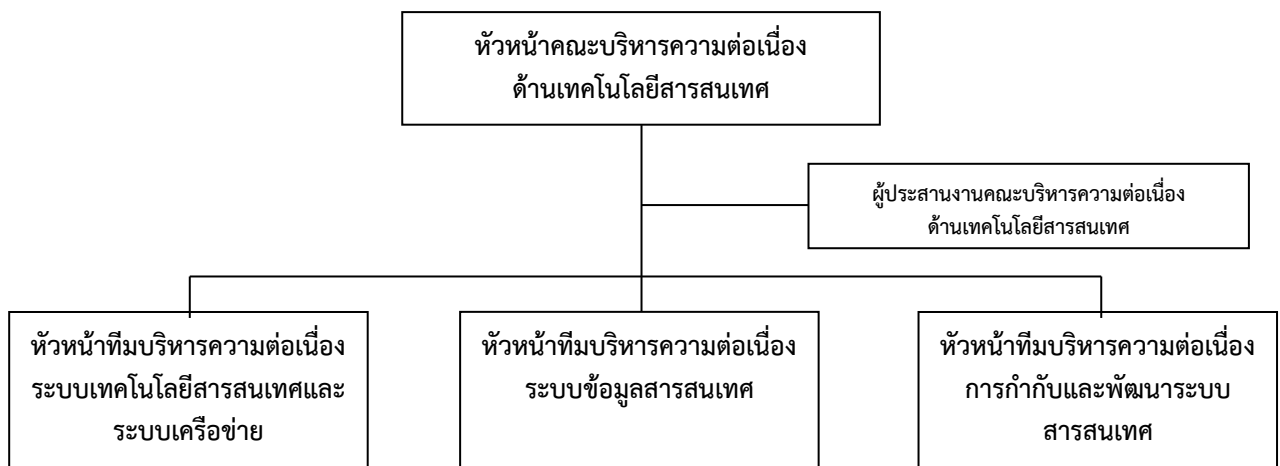 หัวหน้าคณะบริหารความต่อเนื่อง
ด้านเทคโนโลยีสารสนเทศ
ผู้ประสานงานคณะบริหารความต่อเนื่อง
ด้านเทคโนโลยีสารสนเทศ
หัวหน้าทีมบริหารความต่อเนื่อง
ระบบเทคโนโลยีสารสนเทศและ
ระบบเครือข่าย
หัวหน้าทีมบริหารความต่อเนื่อง
ระบบข้อมูลสารสนเทศ
หัวหน้าทีมบริหารความต่อเนื่อง
การกำกับและพัฒนาระบบ
สารสนเทศ